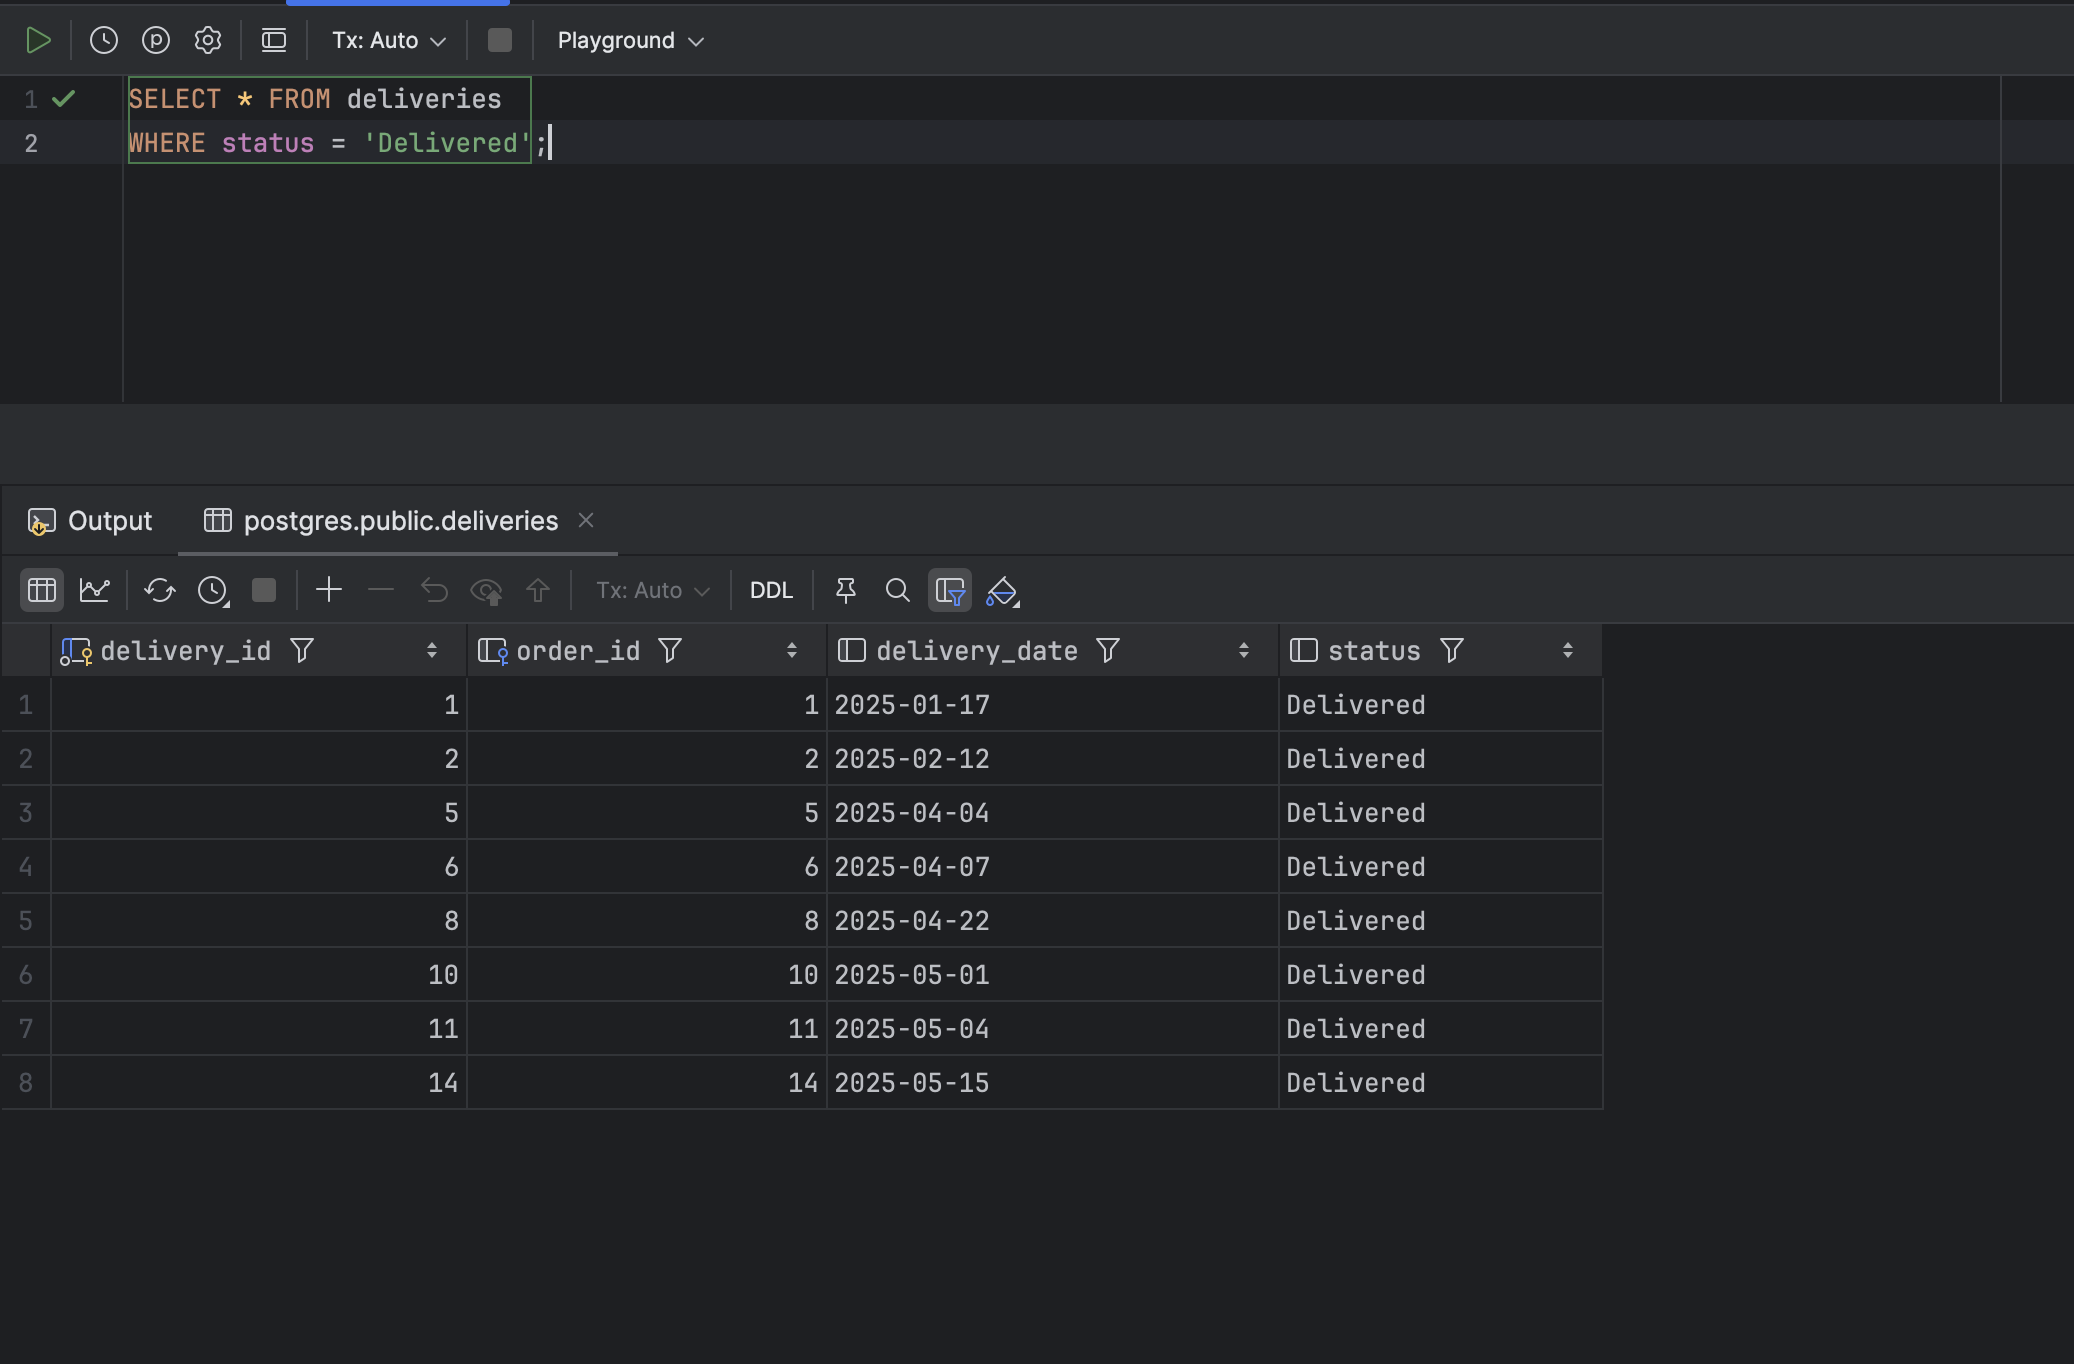 Tx: Auto Playground
1 SELECT * FROM deliveries
2 WHERE status = 'Delivered';
Output postgres.public.deliveries
Tx: Auto DDL
delivery_id order_id delivery_date status
1 1 1 2025-01-17 Delivered
2 2 2 2025-02-12 Delivered
3 5 5 2025-04-04 Delivered
4 6 6 2025-04-07 Delivered
5 8 8 2025-04-22 Delivered
6 10 10 2025-05-01 Delivered
7 11 11 2025-05-04 Delivered
8 14 14 2025-05-15 Delivered